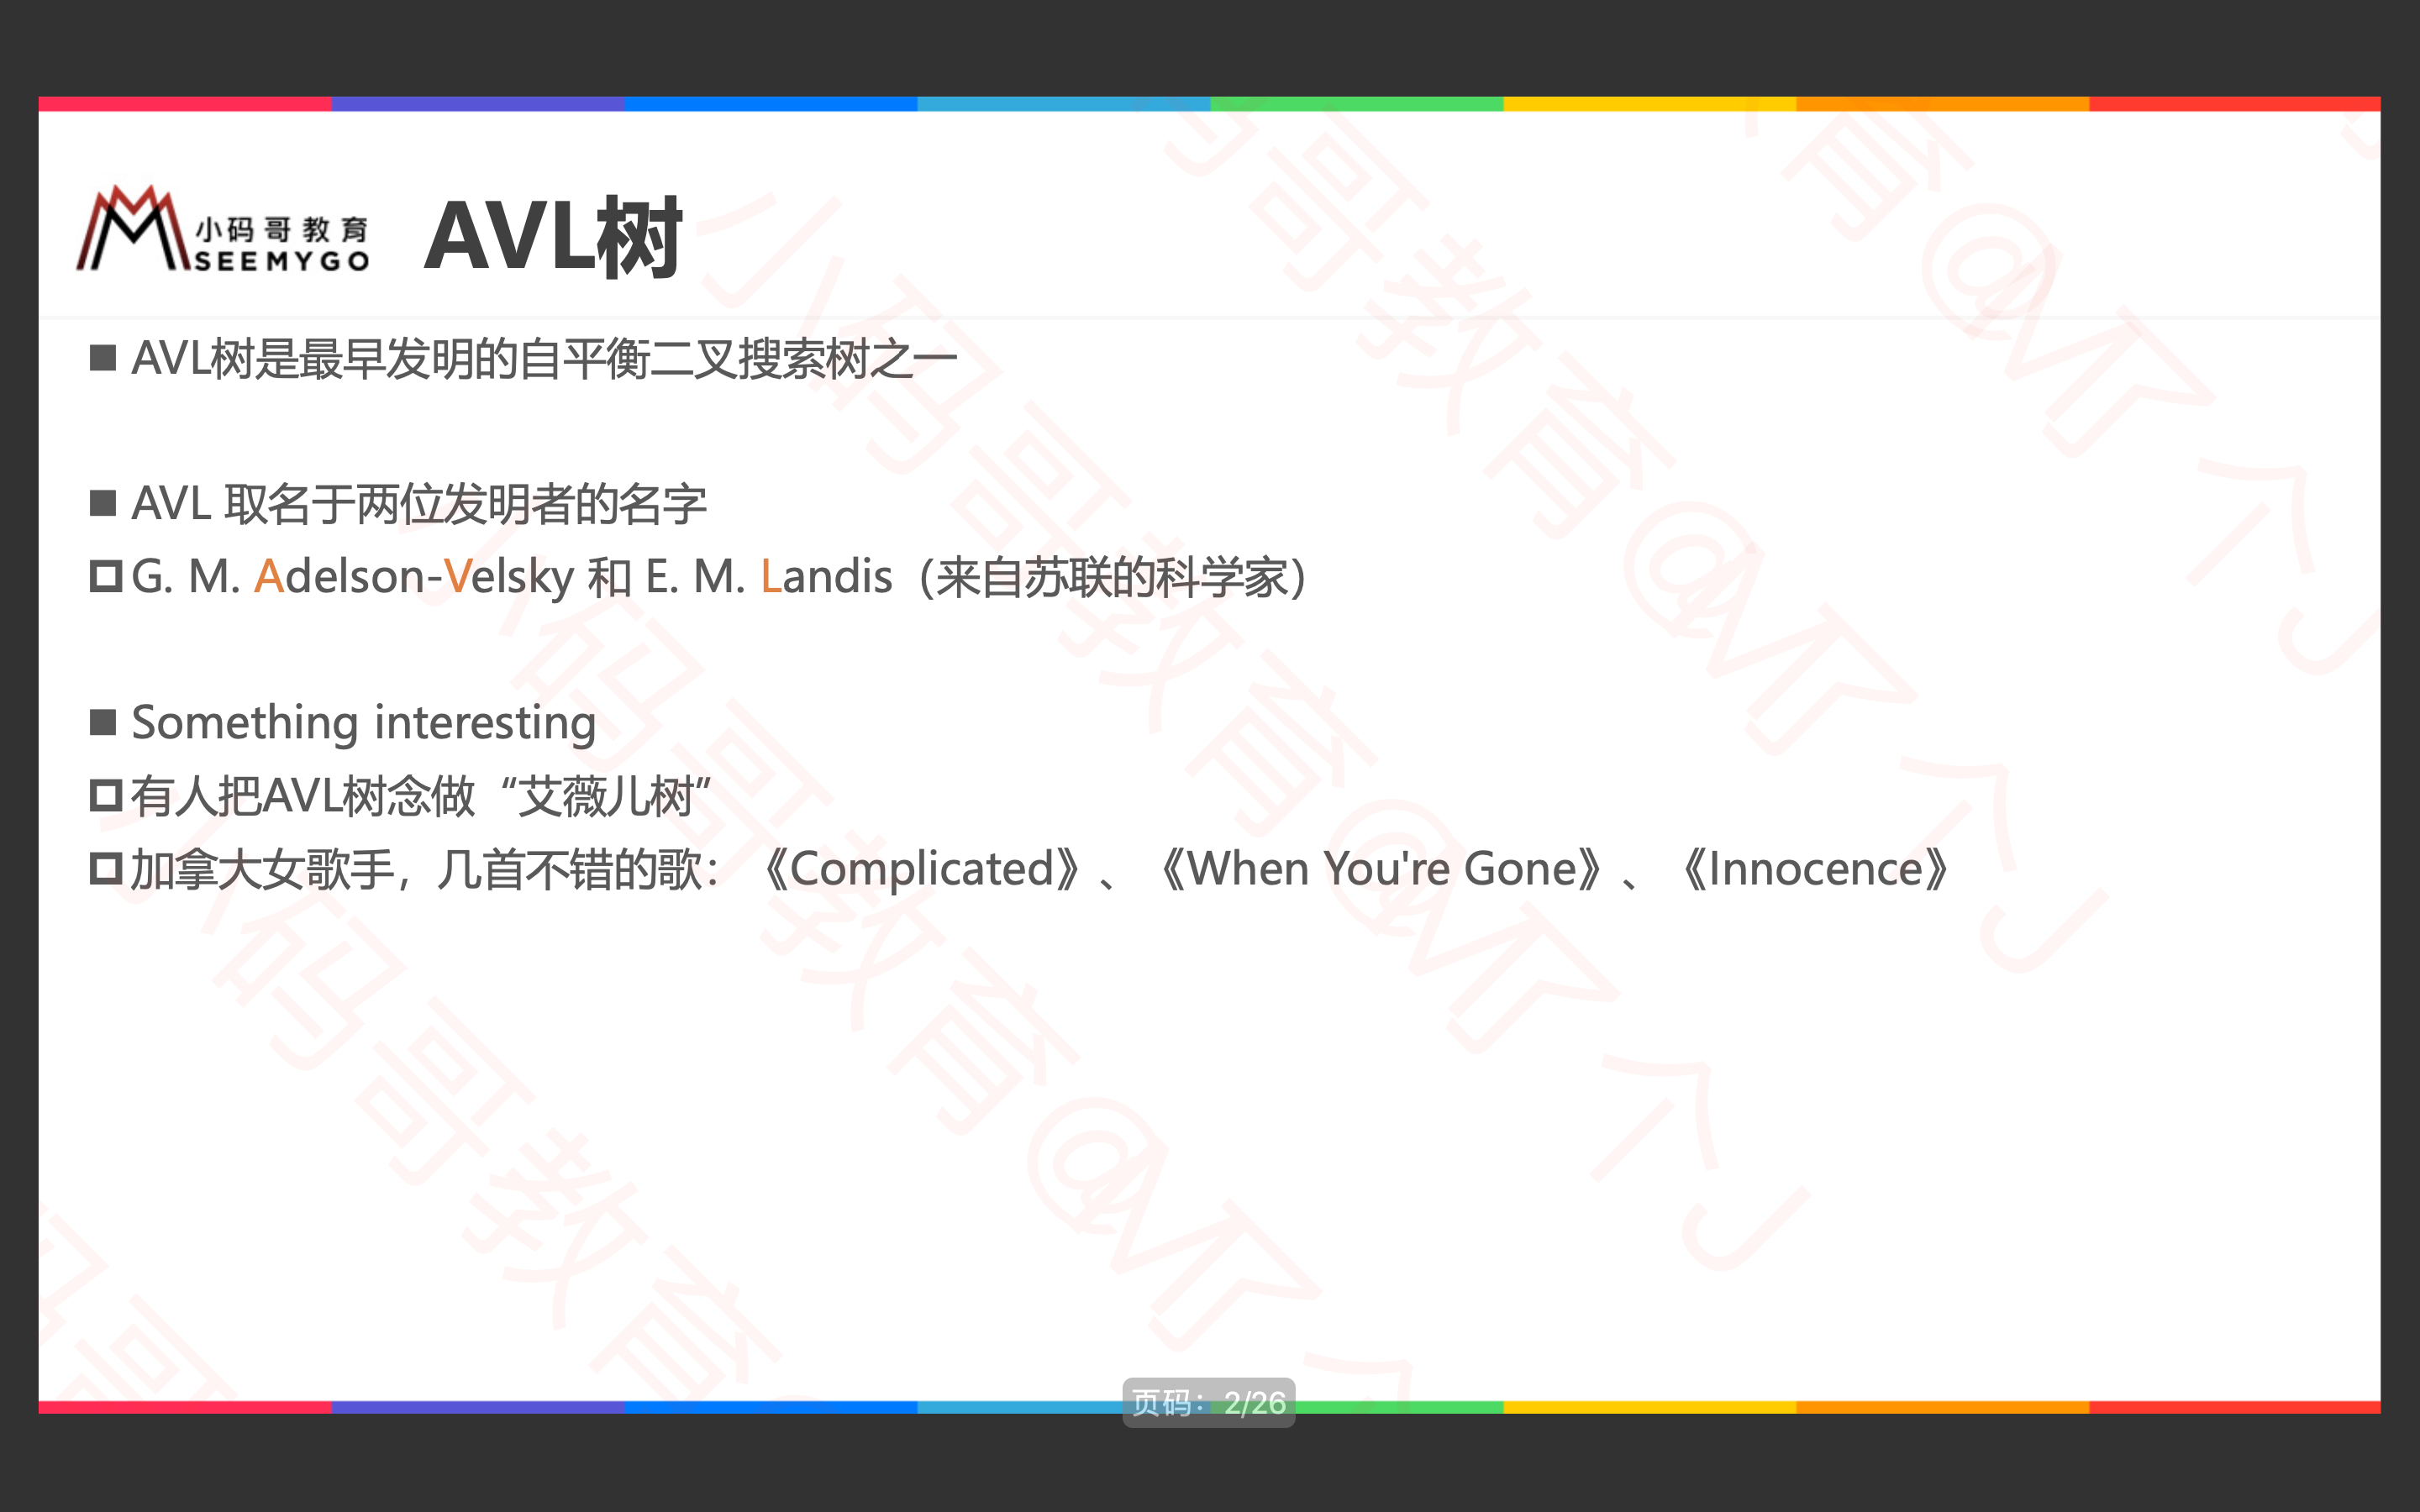 小码哥教育
SEEMYGO
AVL树
AVL树是最早发明的自平衡二叉搜索树之一
AVL 取名于两位发明者的名字
G. M. Adelson-Velsky 和 E. M. Landis（来自苏联的科学家）
Something interesting
有人把AVL树念做“艾薇儿树”
加拿大女歌手，几首不错的歌：《Complicated》、《When You're Gone》、《Innocence》
页码：2/26
小码哥教育@M了个J